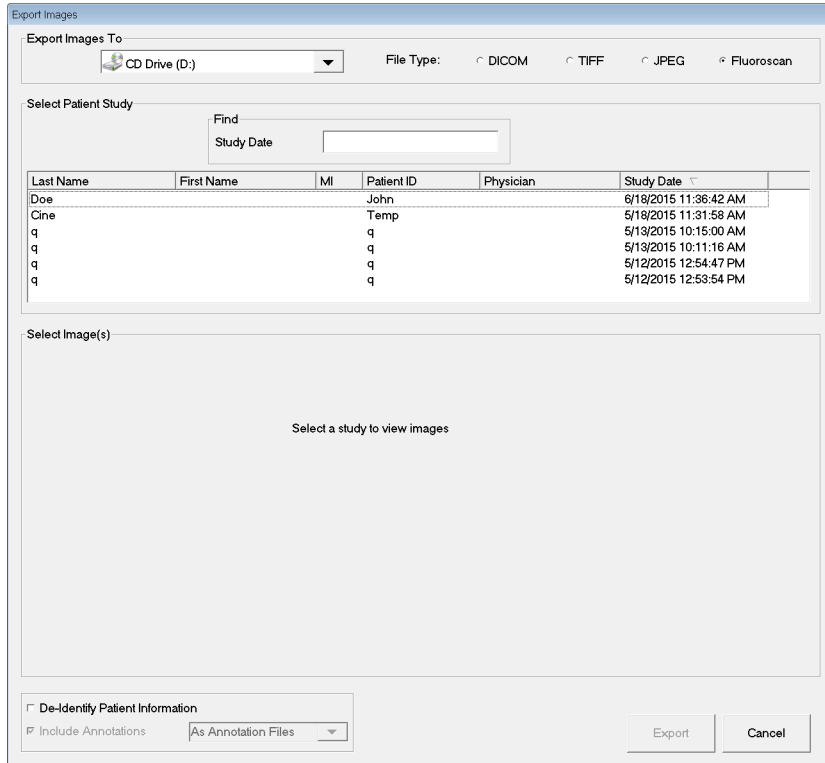 Export Images
Export Images To
CD Drive (D:) File Type: DICOM TIFF JPEG Fluoroscan
Select Patient Study
Find
Study Date
Last Name First Name MI Patient ID Physician Study Date
Doe John 6/18/2015 11:36:42 AM
Cine Temp 5/18/2015 11:31:58 AM
q q 5/13/2015 10:15:00 AM
q q 5/13/2015 10:11:16 AM
q q 5/12/2015 12:54:47 PM
q q 5/12/2015 12:53:54 PM
Select Image(s)
Select a study to view images
De-Identify Patient Information
Include Annotations As Annotation Files Export Cancel